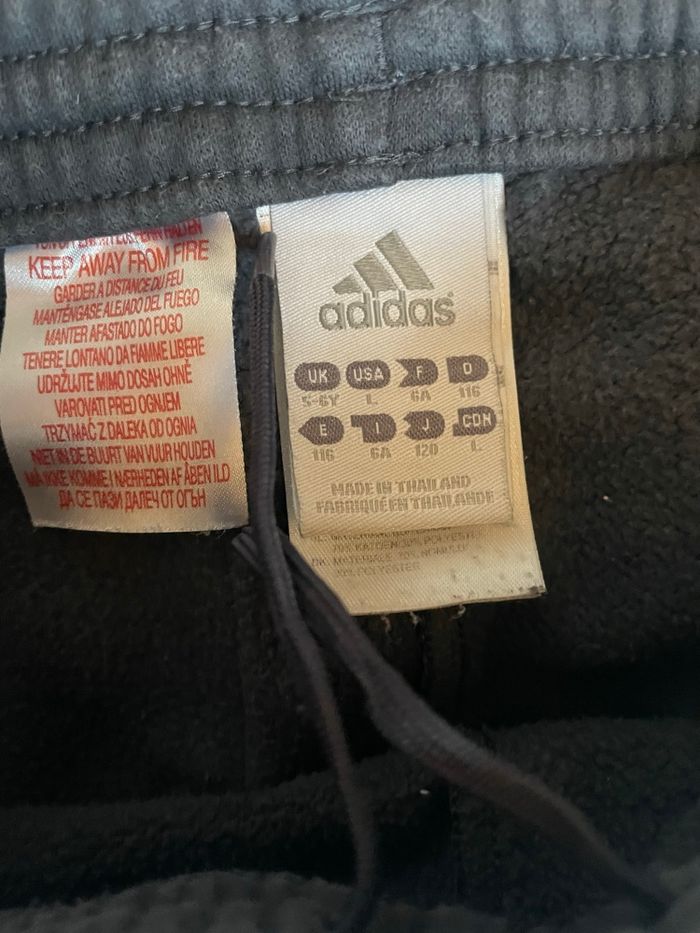 KEEP AWAY FROM FIRE
GARDER A DISTANCE DU FEU
MANTÉNGASE ALEJADO DEL FUEGO
MANTER AFASTADO DO FOGO
TENERE LONTANO DA FIAMME LIBERE
UDRŽUJTE MIMO DOSAH OHNĚ
VAROVATI PRED OGNJEM
TRZYMAĆ Z DALEKA OD OGNIA
NIET IN DE BUURT VAN VUUR HOUDEN
MA IKKE KOMME I NÆRHEDEN AF ÅBEN ILD
ДА СЕ ПАЗИ ДАЛЕЧ ОТ ОГЪН
adidas
UK USA F D
5-6Y L 6A 116
E I J CDN
116 6A 120 L
MADE IN THAILAND
FABRIQUÉ EN THAILANDE
POLYESTER